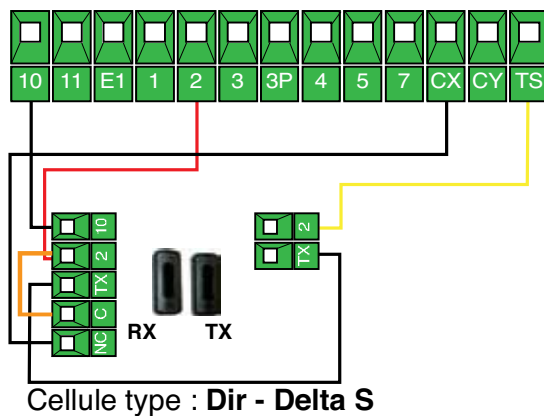 10 11 E1 1 2 3 3P 4 5 7 CX CY TS
10
2
TX
C
NC
2
TX
RX TX
Cellule type : Dir - Delta S